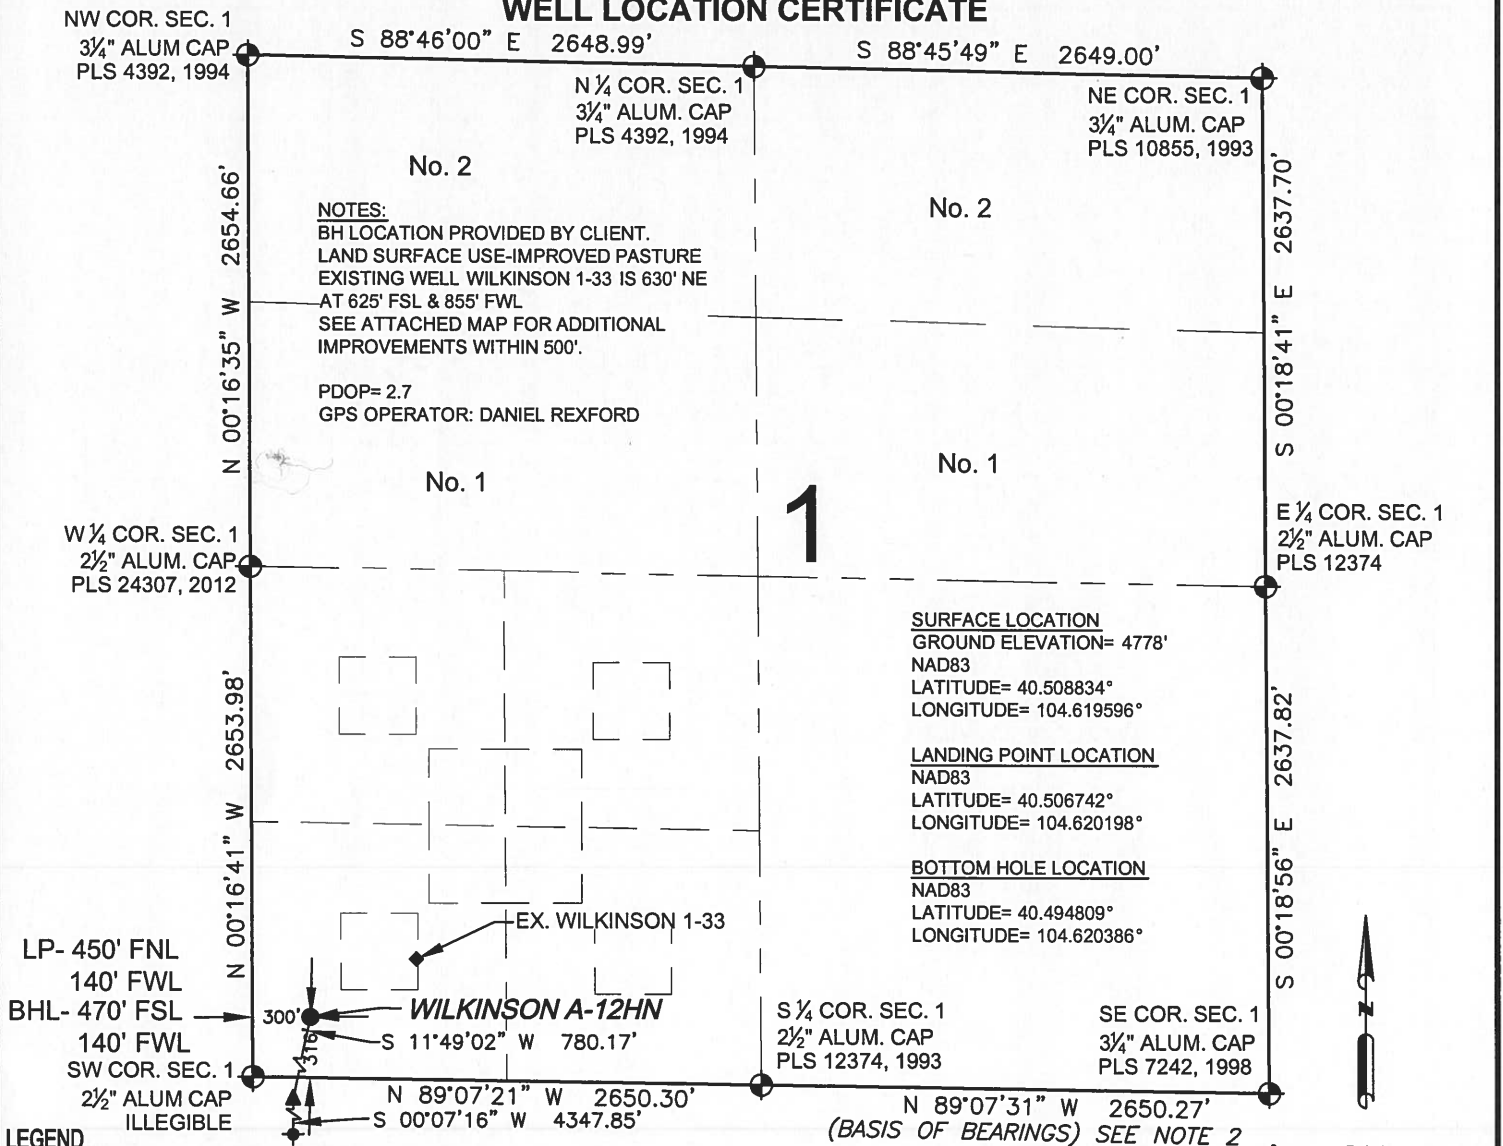 WELL LOCATION CERTIFICATE
NW COR. SEC. 1
3¼" ALUM CAP
PLS 4392, 1994
S 88°46'00" E 2648.99'
S 88°45'49" E 2649.00'
N ¼ COR. SEC. 1
3¼" ALUM. CAP
PLS 4392, 1994
NE COR. SEC. 1
3¼" ALUM. CAP
PLS 10855, 1993
No. 2
No. 2
N 00°16'35" W 2654.66'
S 00°18'41" E 2637.70'
NOTES:
BH LOCATION PROVIDED BY CLIENT.
LAND SURFACE USE-IMPROVED PASTURE
EXISTING WELL WILKINSON 1-33 IS 630' NE
AT 625' FSL & 855' FWL
SEE ATTACHED MAP FOR ADDITIONAL
IMPROVEMENTS WITHIN 500'.
PDOP= 2.7
GPS OPERATOR: DANIEL REXFORD
No. 1
No. 1
1
W ¼ COR. SEC. 1
2½" ALUM. CAP
PLS 24307, 2012
E ¼ COR. SEC. 1
2½" ALUM. CAP
PLS 12374
SURFACE LOCATION
GROUND ELEVATION= 4778'
NAD83
LATITUDE= 40.508834°
LONGITUDE= 104.619596°
LANDING POINT LOCATION
NAD83
LATITUDE= 40.506742°
LONGITUDE= 104.620198°
BOTTOM HOLE LOCATION
NAD83
LATITUDE= 40.494809°
LONGITUDE= 104.620386°
N 00°16'41" W 2653.98'
S 00°18'56" E 2637.82'
EX. WILKINSON 1-33
LP- 450' FNL
140' FWL
BHL- 470' FSL
140' FWL
300'
316'
WILKINSON A-12HN
S 11°49'02" W 780.17'
N
SW COR. SEC. 1
2½" ALUM CAP
ILLEGIBLE
S ¼ COR. SEC. 1
2½" ALUM. CAP
PLS 12374, 1993
SE COR. SEC. 1
3¼" ALUM. CAP
PLS 7242, 1998
N 89°07'21" W 2650.30'
S 00°07'16" W 4347.85'
N 89°07'31" W 2650.27'
(BASIS OF BEARINGS) SEE NOTE 2
LEGEND